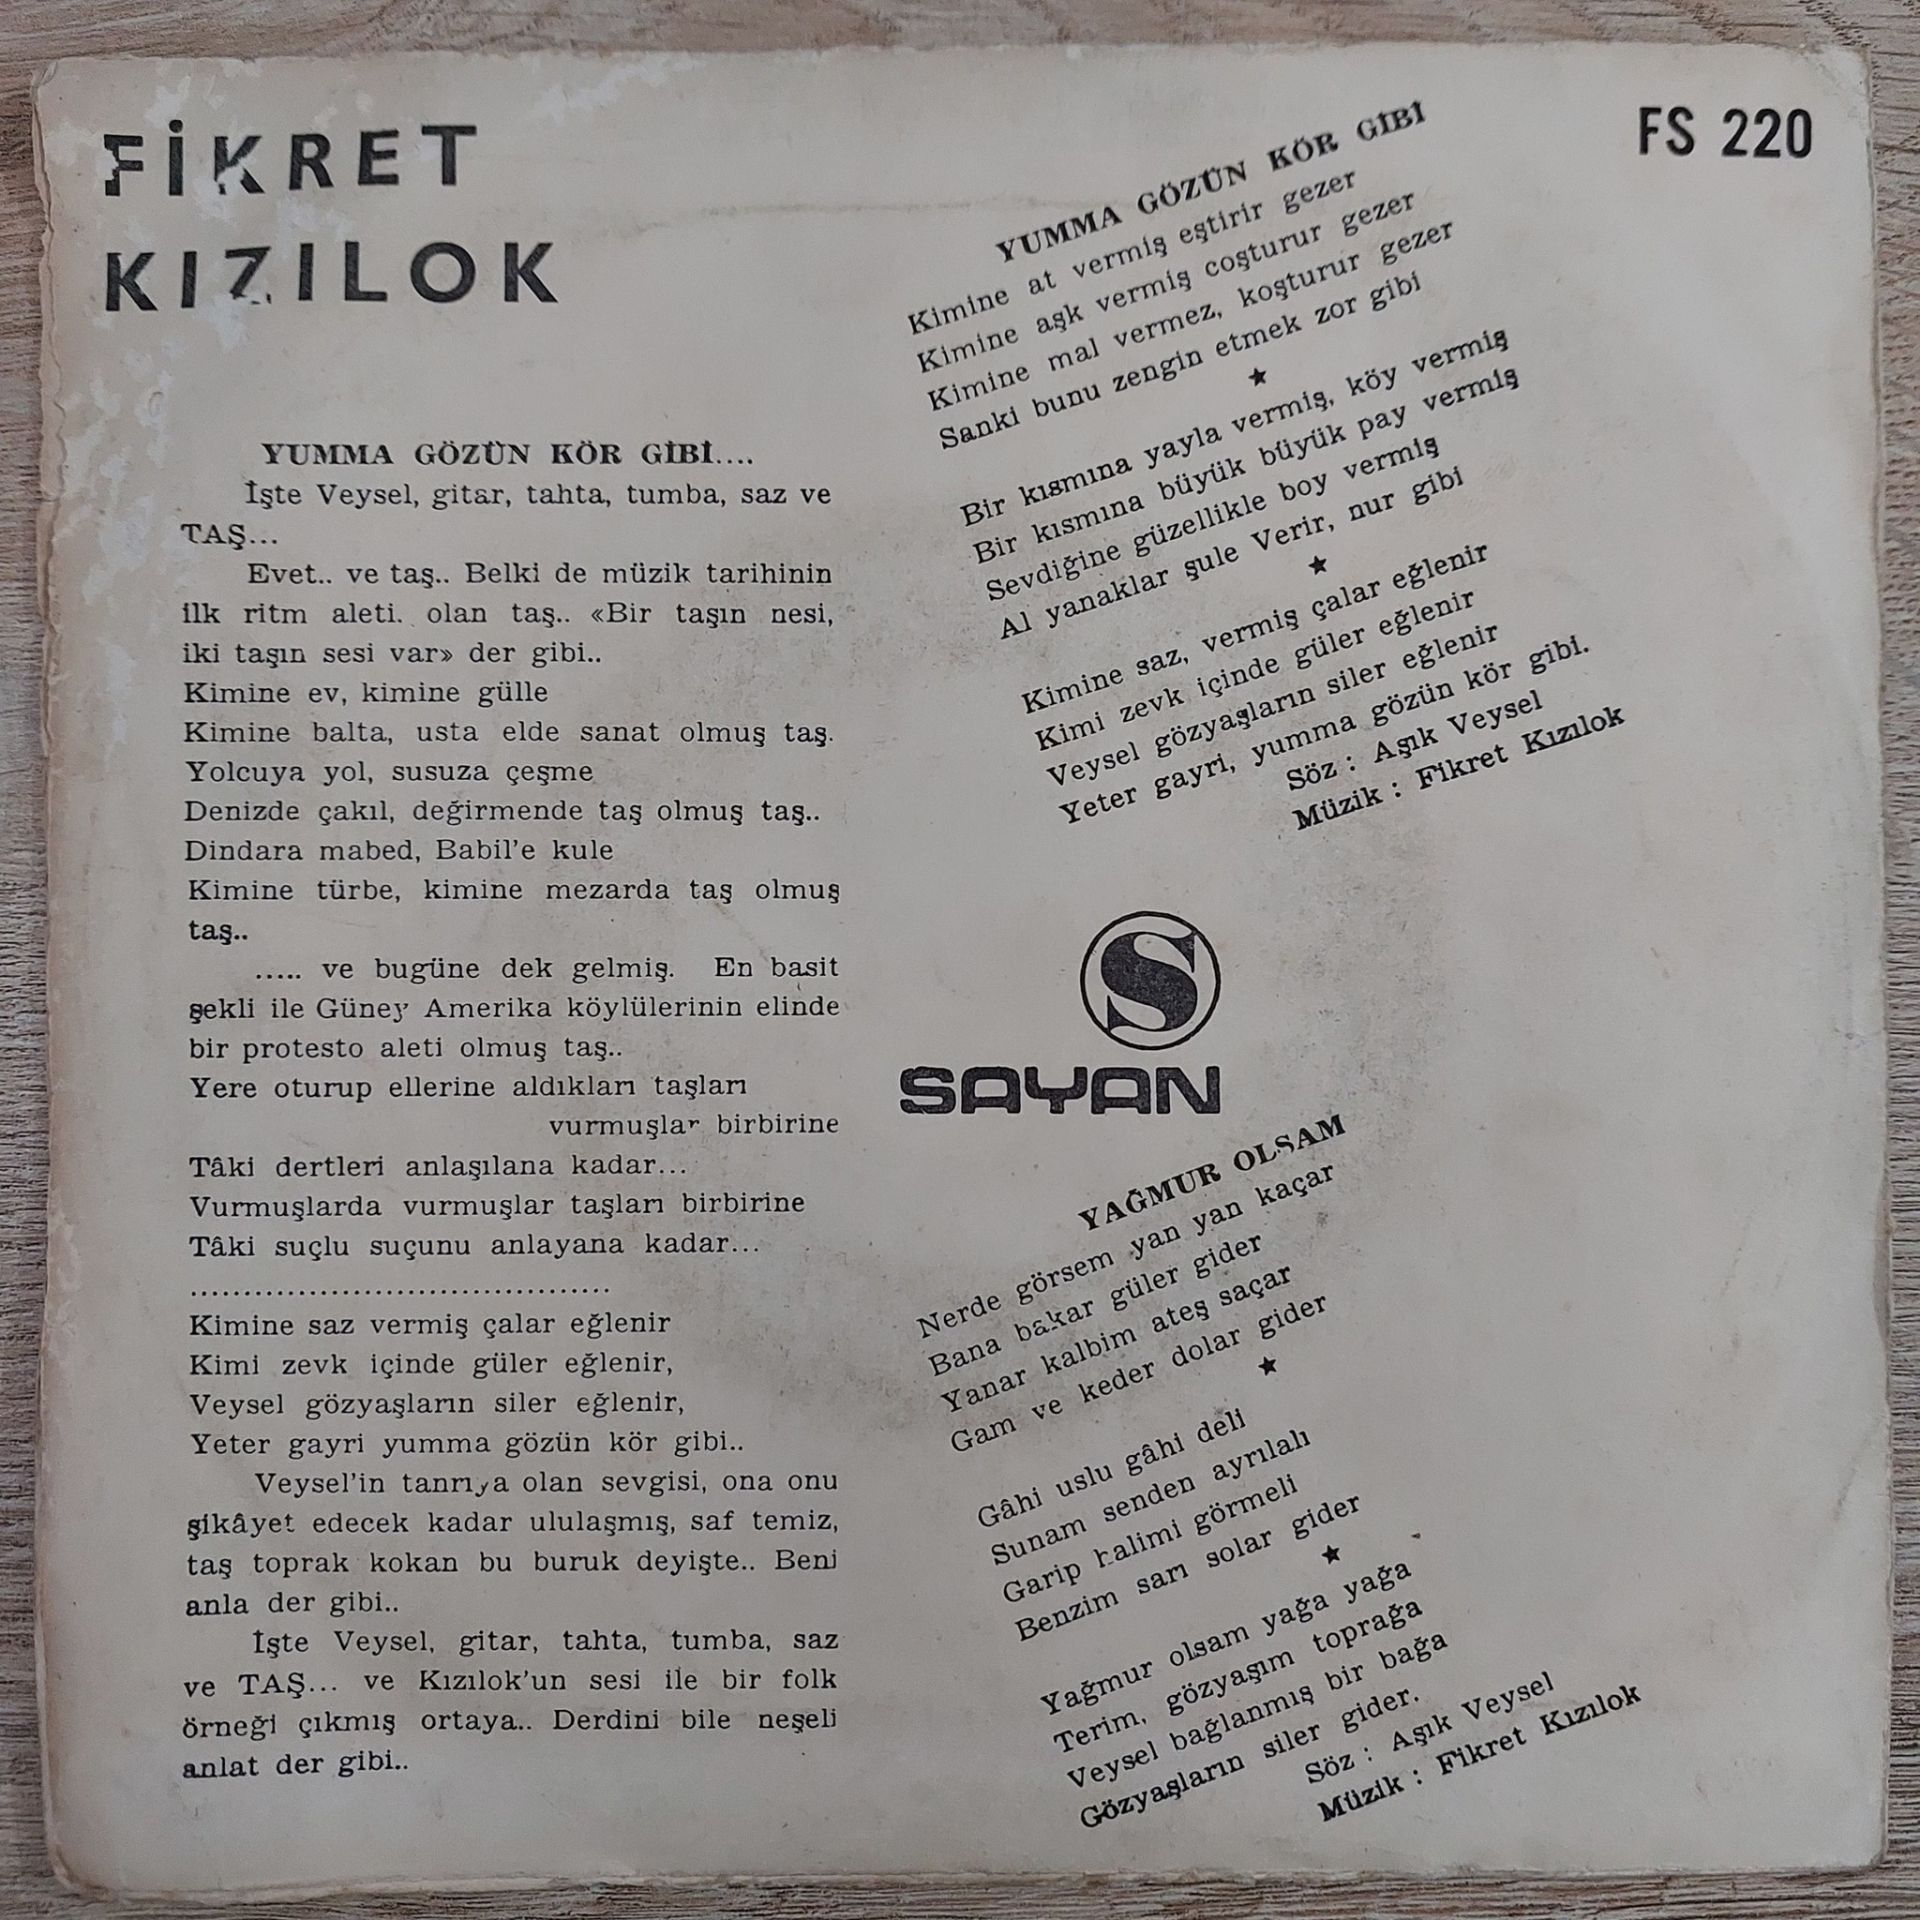 FİKRET
KIZILOK
YUMMA GÖZÜN KÖR GİBİ....
İşte Veysel, gitar, tahta, tumba, saz ve
TAŞ...
Evet.. ve taş.. Belki de müzik tarihinin
ilk ritm aleti. olan taş.. «Bir taşın nesi,
iki taşın sesi var» der gibi..
Kimine ev, kimine gülle
Kimine balta, usta elde sanat olmuş taş.
Yolcuya yol, susuza çeşme
Denizde çakıl, değirmende taş olmuş taş..
Dindara mabed, Babil'e kule
Kimine türbe, kimine mezarda taş olmuş
taş..
..... ve bugüne dek gelmiş. En basit
şekli ile Güney Amerika köylülerinin elinde
bir protesto aleti olmuş taş..
Yere oturup ellerine aldıkları taşları
vurmuşlar birbirine
Tâki dertleri anlaşılana kadar...
Vurmuşlarda vurmuşlar taşları birbirine
Tâki suçlu suçunu anlayana kadar...
.......................................
Kimine saz vermiş çalar eğlenir
Kimi zevk içinde güler eğlenir,
Veysel gözyaşların siler eğlenir,
Yeter gayri yumma gözün kör gibi..
Veysel'in tanrıya olan sevgisi, ona onu
şikâyet edecek kadar ululaşmış, saf temiz,
taş toprak kokan bu buruk deyişte.. Beni
anla der gibi..
İşte Veysel, gitar, tahta, tumba, saz
ve TAŞ... ve Kızılok'un sesi ile bir folk
örneği çıkmış ortaya.. Derdini bile neşeli
anlat der gibi..
FS 220
YUMMA GÖZÜN KÖR GİBİ
Kimine at vermiş eştirir gezer
Kimine aşk vermiş coşturur gezer
Kimine mal vermez, koşturur gezer
Sanki bunu zengin etmek zor gibi
★
Bir kısmına yayla vermiş, köy vermiş
Bir kısmına büyük büyük pay vermiş
Sevdiğine güzellikle boy vermiş
Al yanaklar şule Verir, nur gibi
★
Kimine saz, vermiş çalar eğlenir
Kimi zevk içinde güler eğlenir
Veysel gözyaşların siler eğlenir
Yeter gayri, yumma gözün kör gibi.
Söz : Aşık Veysel
Müzik : Fikret Kızılok
S
SAYAN
YAĞMUR OLSAM
Nerde görsem yan yan kaçar
Bana bakar güler gider
Yanar kalbim ateş saçar
Gam ve keder dolar gider
★
Gâhi uslu gâhi deli
Sunam senden ayrılalı
Garip halimi görmeli
Benzim sarı solar gider
★
Yağmur olsam yağa yağa
Terim, gözyaşım toprağa
Veysel bağlanmış bir bağa
Gözyaşların siler gider.
Söz : Aşık Veysel
Müzik : Fikret Kızılok